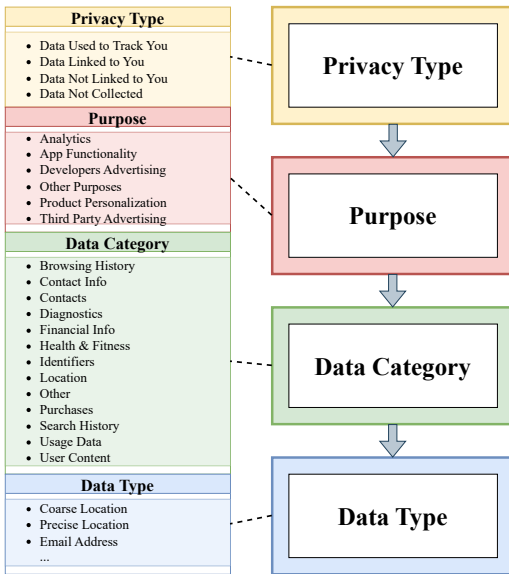 Privacy Type
• Data Used to Track You
• Data Linked to You
• Data Not Linked to You
• Data Not Collected
Purpose
• Analytics
• App Functionality
• Developers Advertising
• Other Purposes
• Product Personalization
• Third Party Advertising
Data Category
• Browsing History
• Contact Info
• Contacts
• Diagnostics
• Financial Info
• Health & Fitness
• Identifiers
• Location
• Other
• Purchases
• Search History
• Usage Data
• User Content
Data Type
• Coarse Location
• Precise Location
• Email Address
...
Privacy Type
Purpose
Data Category
Data Type